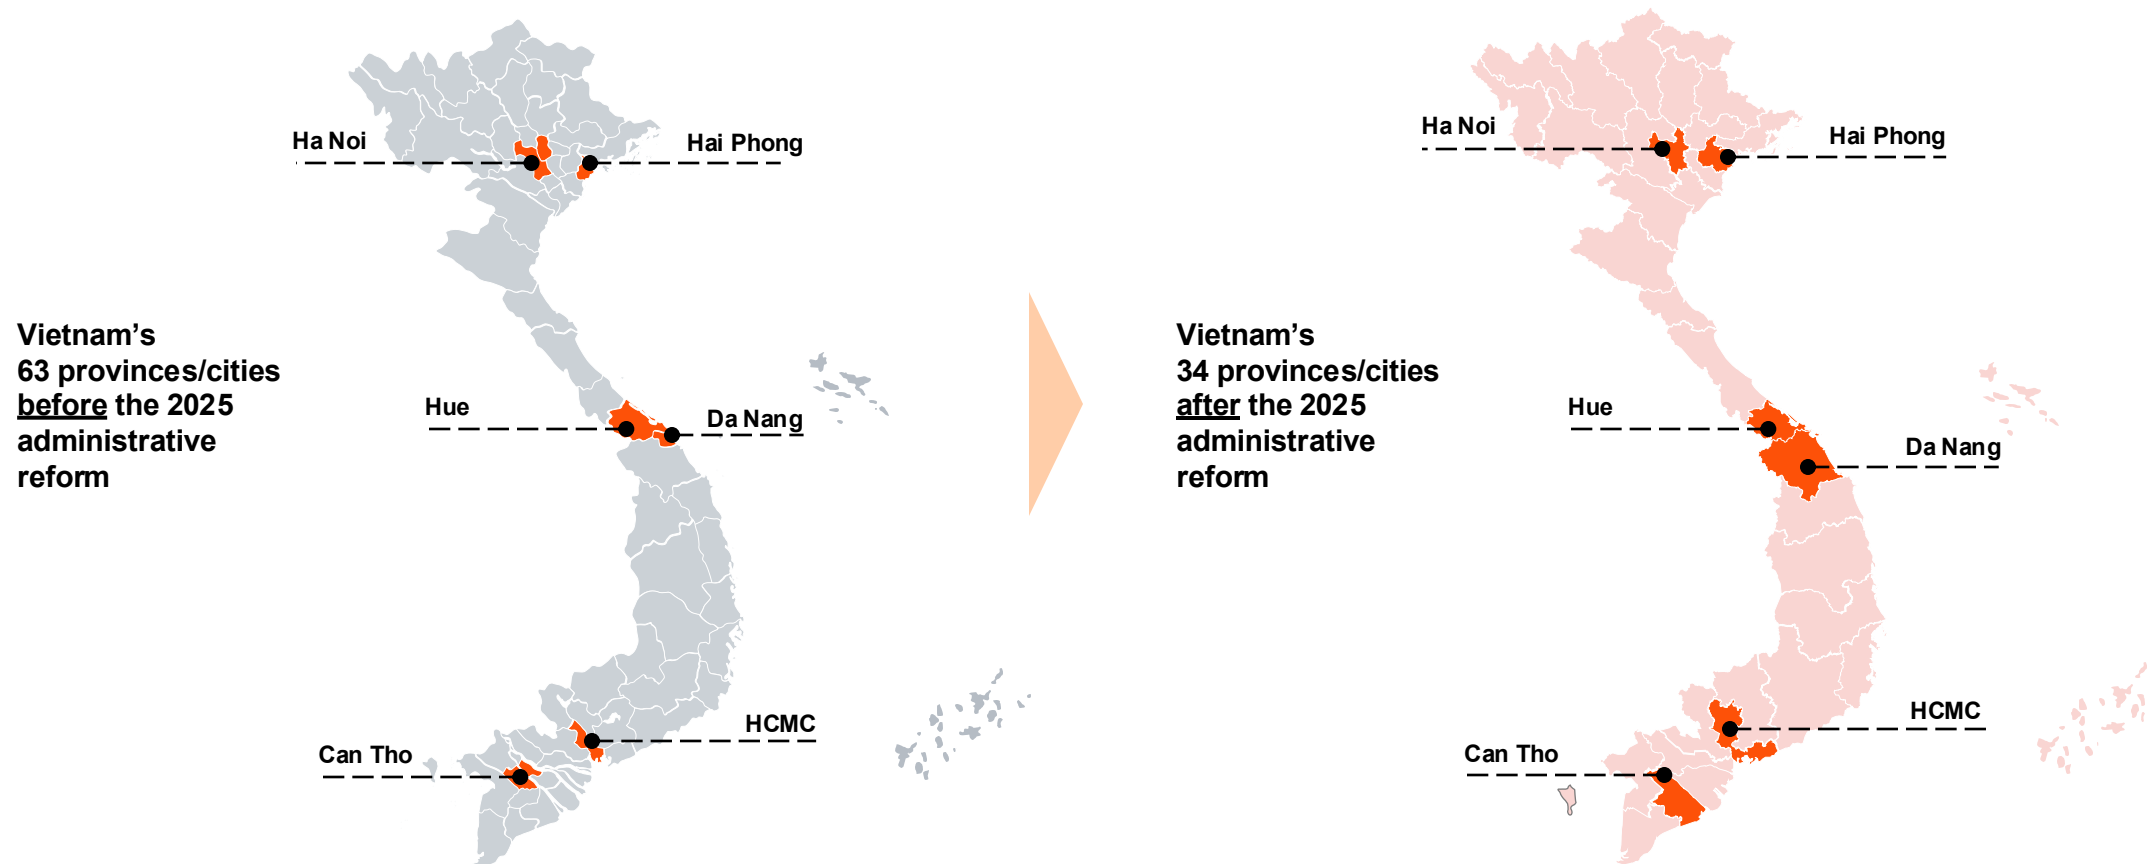 Ha Noi
Hai Phong
Vietnam’s
63 provinces/cities
before the 2025
administrative
reform
Hue
Da Nang
HCMC
Can Tho
Ha Noi
Hai Phong
Vietnam’s
34 provinces/cities
after the 2025
administrative
reform
Hue
Da Nang
HCMC
Can Tho